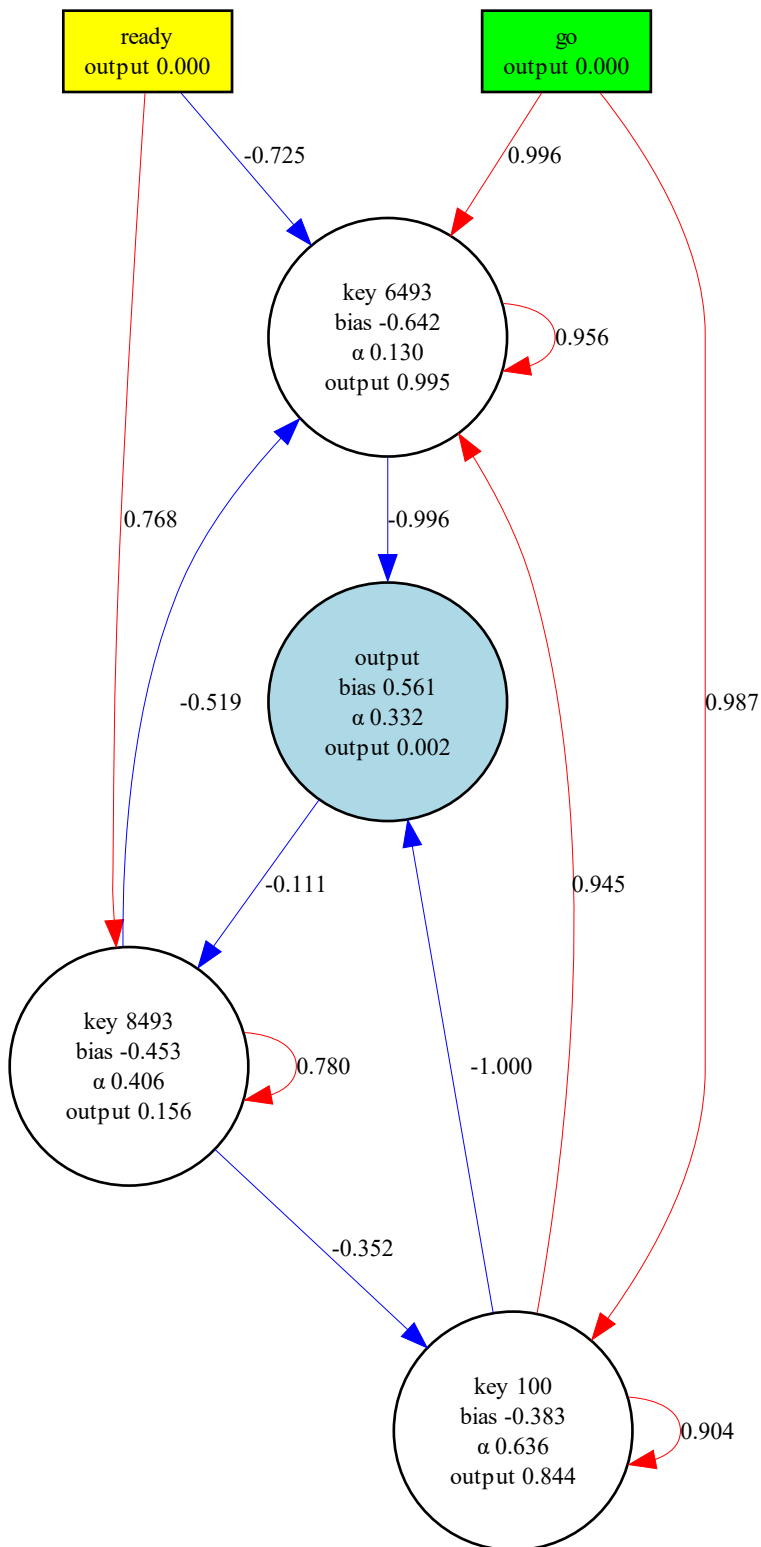 ready
output 0.000
go
output 0.000
-0.725
0.996
key 6493
bias -0.642
α 0.130
output 0.995
0.956
0.768
-0.996
-0.519
output
bias 0.561
α 0.332
output 0.002
0.987
-0.111
0.945
key 8493
bias -0.453
α 0.406
output 0.156
0.780
-1.000
-0.352
key 100
bias -0.383
α 0.636
output 0.844
0.904